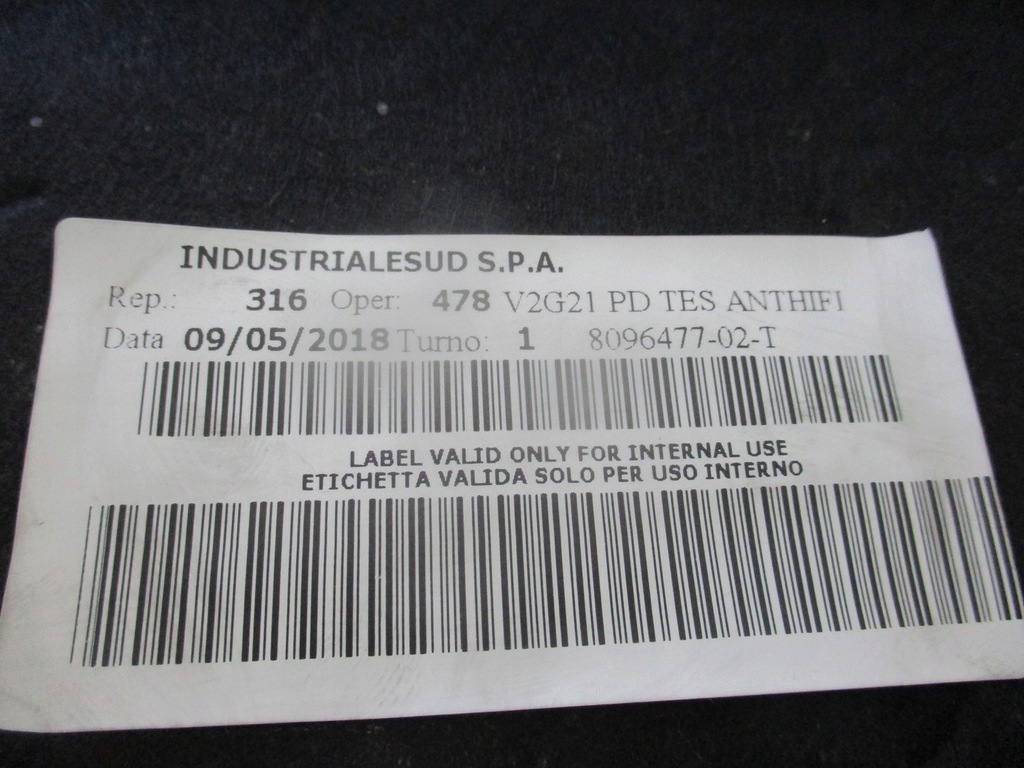 INDUSTRIALESUD S.P.A.
Rep.: 316 Oper: 478 V2G21 PD TES ANTHIFI
Data 09/05/2018 Turno: 1 8096477-02-T
LABEL VALID ONLY FOR INTERNAL USE
ETICHETTA VALIDA SOLO PER USO INTERNO